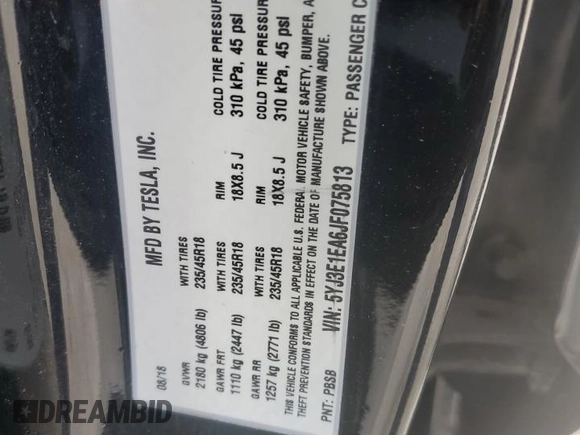 MFD BY TESLA, INC.
08/18
GVWR WITH TIRES RIM COLD TIRE PRESSUR
2180 kg (4806 lb) 235/45R18 18X8.5 J 310 kPa, 45 psi
GAWR FRT WITH TIRES RIM COLD TIRE PRESSUR
1110 kg (2447 lb) 235/45R18 18X8.5 J 310 kPa, 45 psi
GAWR RR WITH TIRES
1257 kg (2771 lb) 235/45R18
THIS VEHICLE CONFORMS TO ALL APPLICABLE U.S. FEDERAL MOTOR VEHICLE SAFETY, BUMPER, A
THEFT PREVENTION STANDARDS IN EFFECT ON THE DATE OF MANUFACTURE SHOWN ABOVE.
VIN: 5YJ3E1EA6JF075813 TYPE: PASSENGER C
PNT: PBSB
DREAMBID